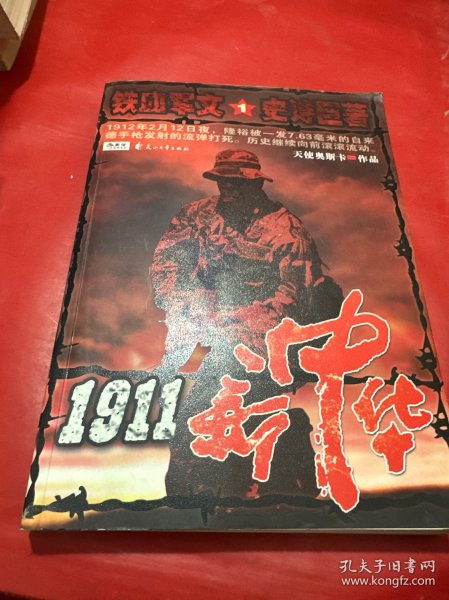 铁血军文 1 史诗巨著
1912年2月12日夜，隆裕被一发7.63毫米的自来
德手枪发射的流弹打死。历史继续向前滚滚流动…
天使奥斯卡 作品
1911
新中华
孔夫子旧书网
www.kongfz.com